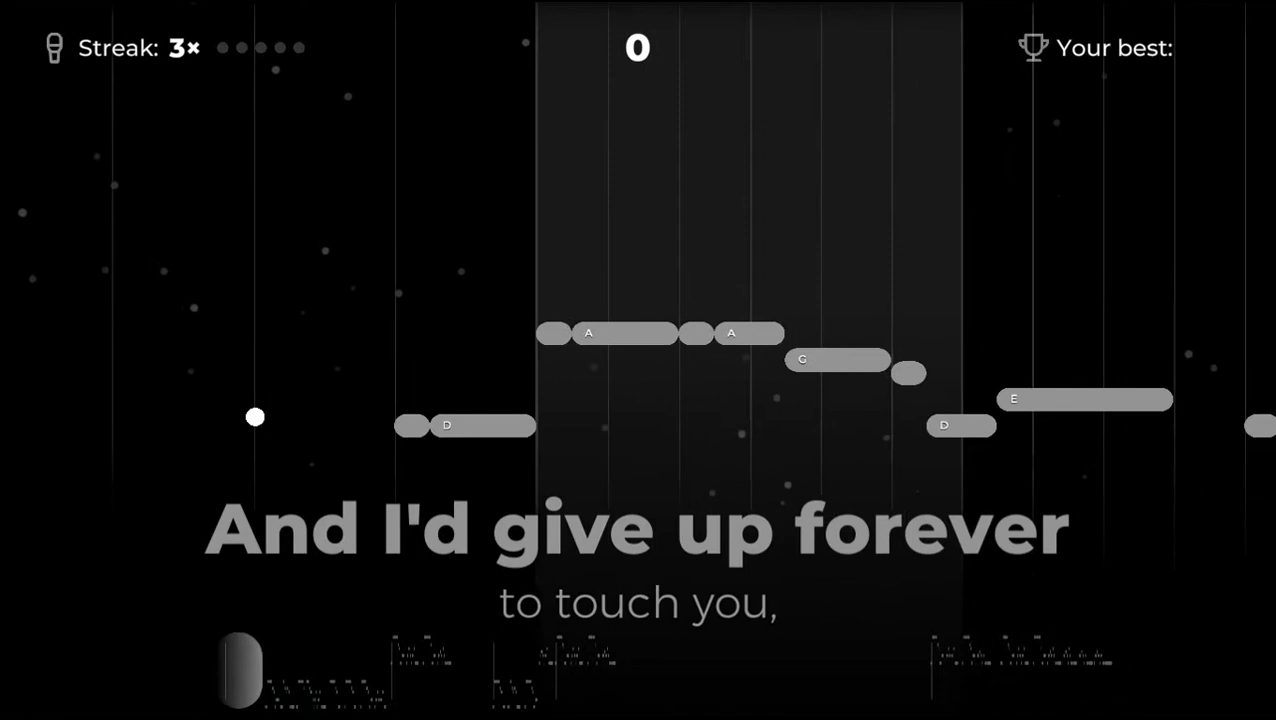 Streak: 3×
0
Your best:
A
A
G
D
D
E
And I'd give up forever
to touch you,